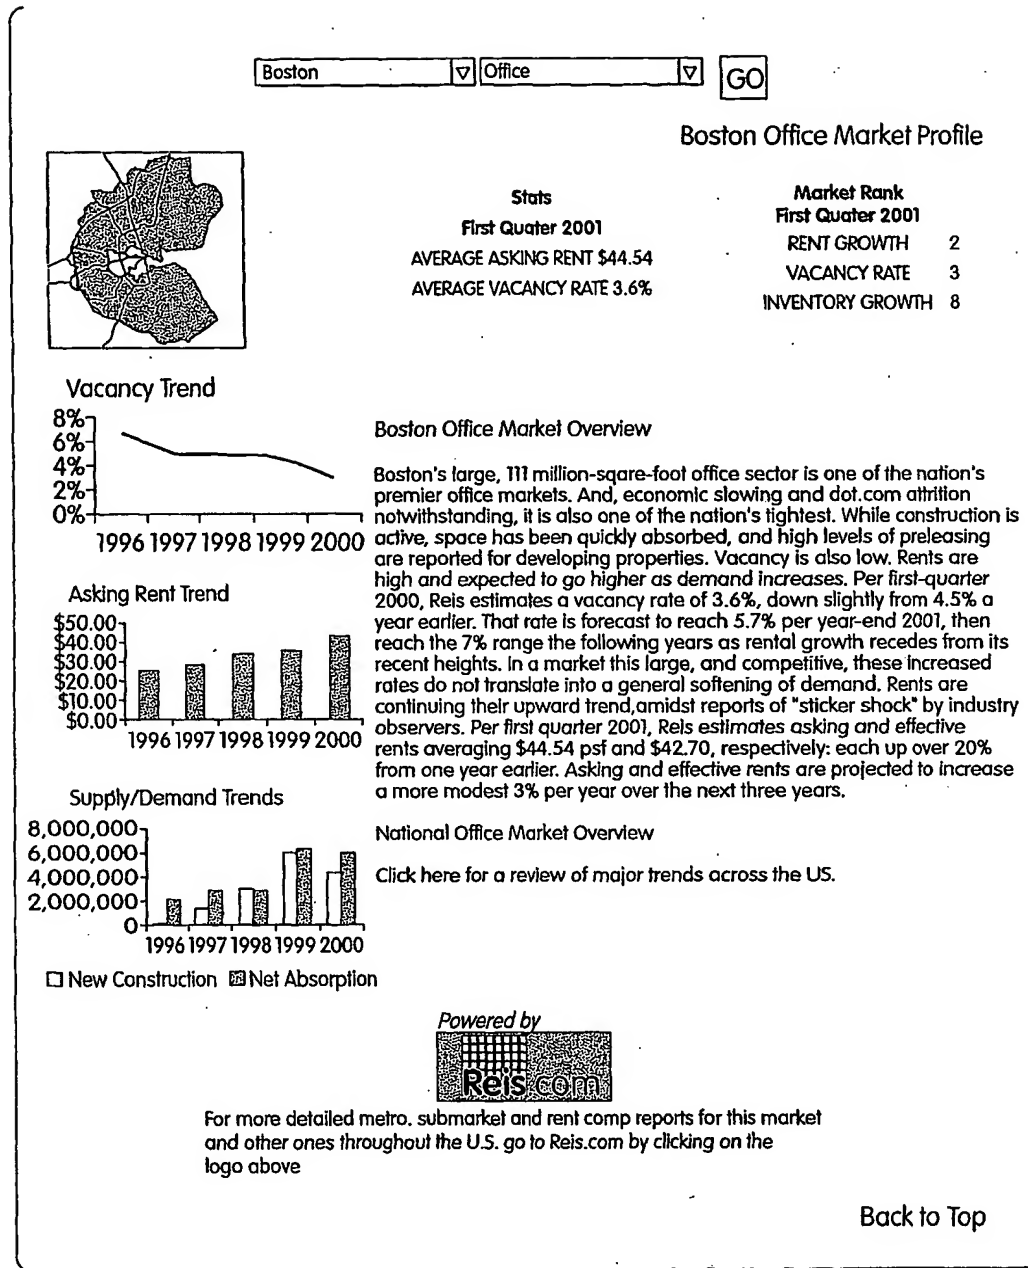 Boston Office GO
Boston Office Market Profile
Stats
First Quater 2001
AVERAGE ASKING RENT $44.54
AVERAGE VACANCY RATE 3.6%
Market Rank
First Quater 2001
RENT GROWTH 2
VACANCY RATE 3
INVENTORY GROWTH 8
Vacancy Trend
8%
6%
4%
2%
0%
1996 1997 1998 1999 2000
Asking Rent Trend
$50.00
$40.00
$30.00
$20.00
$10.00
$0.00
1996 1997 1998 1999 2000
Supply/Demand Trends
8,000,000
6,000,000
4,000,000
2,000,000
0
1996 1997 1998 1999 2000
New Construction Net Absorption
Boston Office Market Overview
Boston's large, 111 million-sqare-foot office sector is one of the nation's
premier office markets. And, economic slowing and dot.com attrition
notwithstanding, it is also one of the nation's tightest. While construction is
active, space has been quickly absorbed, and high levels of preleasing
are reported for developing properties. Vacancy is also low. Rents are
high and expected to go higher as demand increases. Per first-quarter
2000, Reis estimates a vacancy rate of 3.6%, down slightly from 4.5% a
year earlier. That rate is forecast to reach 5.7% per year-end 2001, then
reach the 7% range the following years as rental growth recedes from its
recent heights. In a market this large, and competitive, these increased
rates do not translate into a general softening of demand. Rents are
continuing their upward trend,amidst reports of "sticker shock" by industry
observers. Per first quarter 2001, Reis estimates asking and effective
rents averaging $44.54 psf and $42.70, respectively: each up over 20%
from one year earlier. Asking and effective rents are projected to increase
a more modest 3% per year over the next three years.
National Office Market Overview
Click here for a review of major trends across the US.
Powered by
Reis.com
For more detailed metro. submarket and rent comp reports for this market
and other ones throughout the U.S. go to Reis.com by clicking on the
logo above
Back to Top